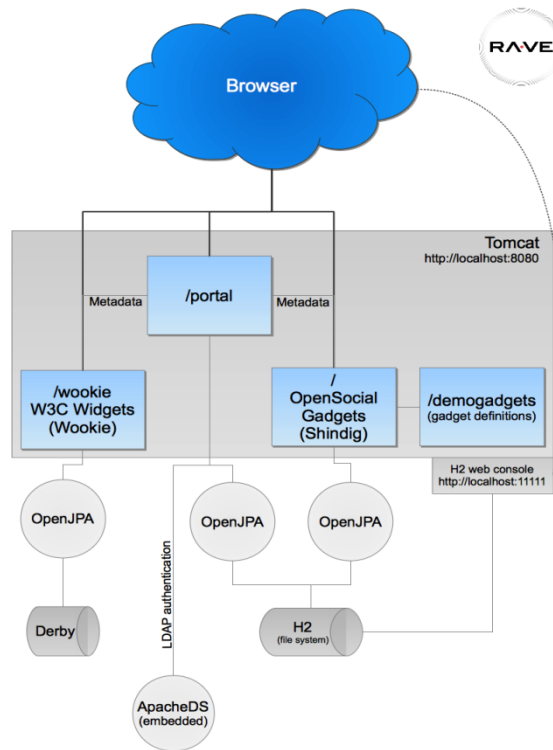 RAVE
Browser
Tomcat
http://localhost:8080
/portal
Metadata
Metadata
/wookie
W3C Widgets
(Wookie)
/
OpenSocial
Gadgets
(Shindig)
/demogadgets
(gadget definitions)
H2 web console
http://localhost:11111
OpenJPA
OpenJPA
OpenJPA
LDAP authentication
Derby
H2
(file system)
ApacheDS
(embedded)